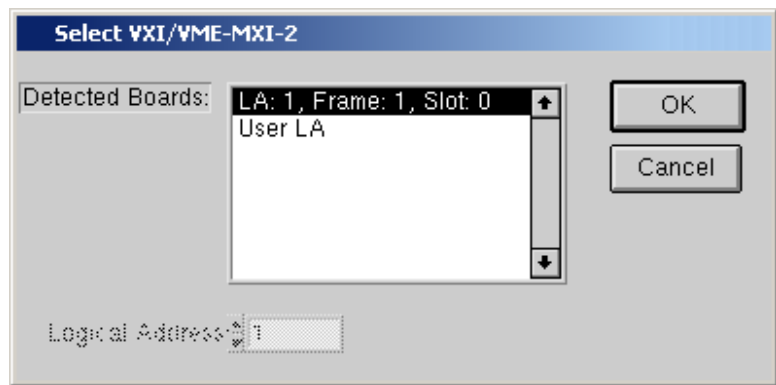 Select VXI/VME-MXI-2
Detected Boards:
LA: 1, Frame: 1, Slot: 0
User LA
OK
Cancel
Logical Address: 1